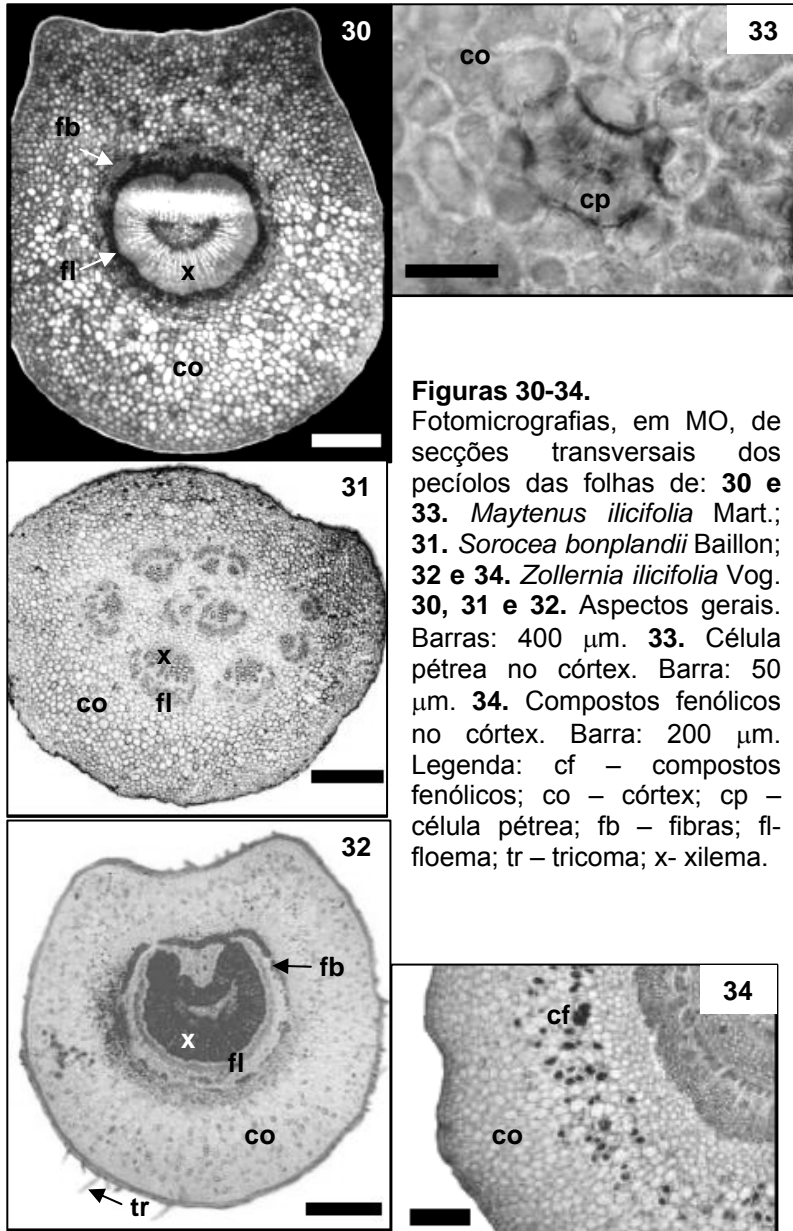 30
fb
fl
x
co
33
co
cp
31
x
co
fl
Figuras 30-34.
Fotomicrografias, em MO, de
secções transversais dos
pecíolos das folhas de: 30 e
33. Maytenus ilicifolia Mart.;
31. Sorocea bonplandii Baillon;
32 e 34. Zollernia ilicifolia Vog.
30, 31 e 32. Aspectos gerais.
Barras: 400 μm. 33. Célula
pétrea no córtex. Barra: 50
μm. 34. Compostos fenólicos
no córtex. Barra: 200 μm.
Legenda: cf – compostos
fenólicos; co – córtex; cp –
célula pétrea; fb – fibras; fl-
floema; tr – tricoma; x- xilema.
32
fb
x
fl
co
tr
34
cf
co